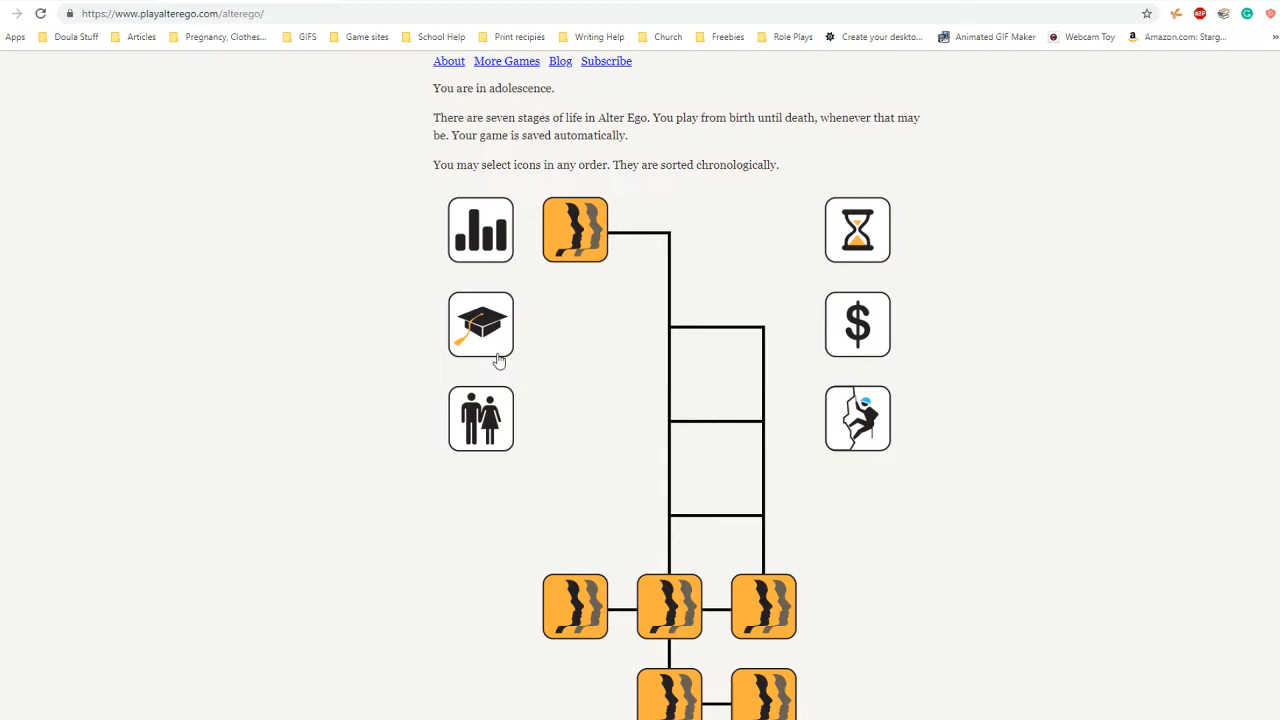 https://www.playalterego.com/alterego/
Apps Doula Stuff Articles Pregnancy, Clothes... GIFS Game sites School Help Print recipies Writing Help Church Freebies Role Plays Create your deskto... Animated GIF Maker Webcam Toy Amazon.com: Starg... »
About More Games Blog Subscribe
You are in adolescence.
There are seven stages of life in Alter Ego. You play from birth until death, whenever that may
be. Your game is saved automatically.
You may select icons in any order. They are sorted chronologically.
$